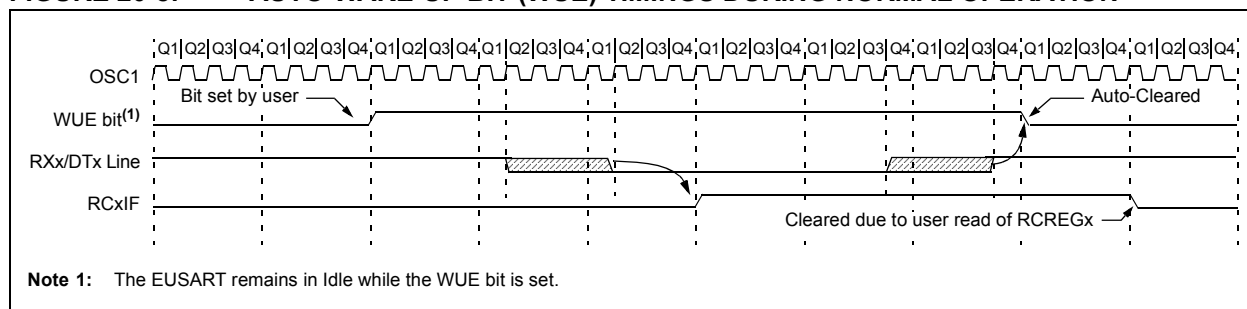 FIGURE AUTO-WAKE-UP BIT (WUE) TIMINGS DURING NORMAL OPERATION
Q1 Q2 Q3 Q4 Q1 Q2 Q3 Q4 Q1 Q2 Q3 Q4 Q1 Q2 Q3 Q4 Q1 Q2 Q3 Q4 Q1 Q2 Q3 Q4 Q1 Q2 Q3 Q4 Q1 Q2 Q3 Q4 Q1 Q2 Q3 Q4 Q1 Q2 Q3 Q4
OSC1
Bit set by user
Auto-Cleared
WUE bit(1)
RXx/DTx Line
RCxIF
Cleared due to user read of RCREGx
Note 1: The EUSART remains in Idle while the WUE bit is set.